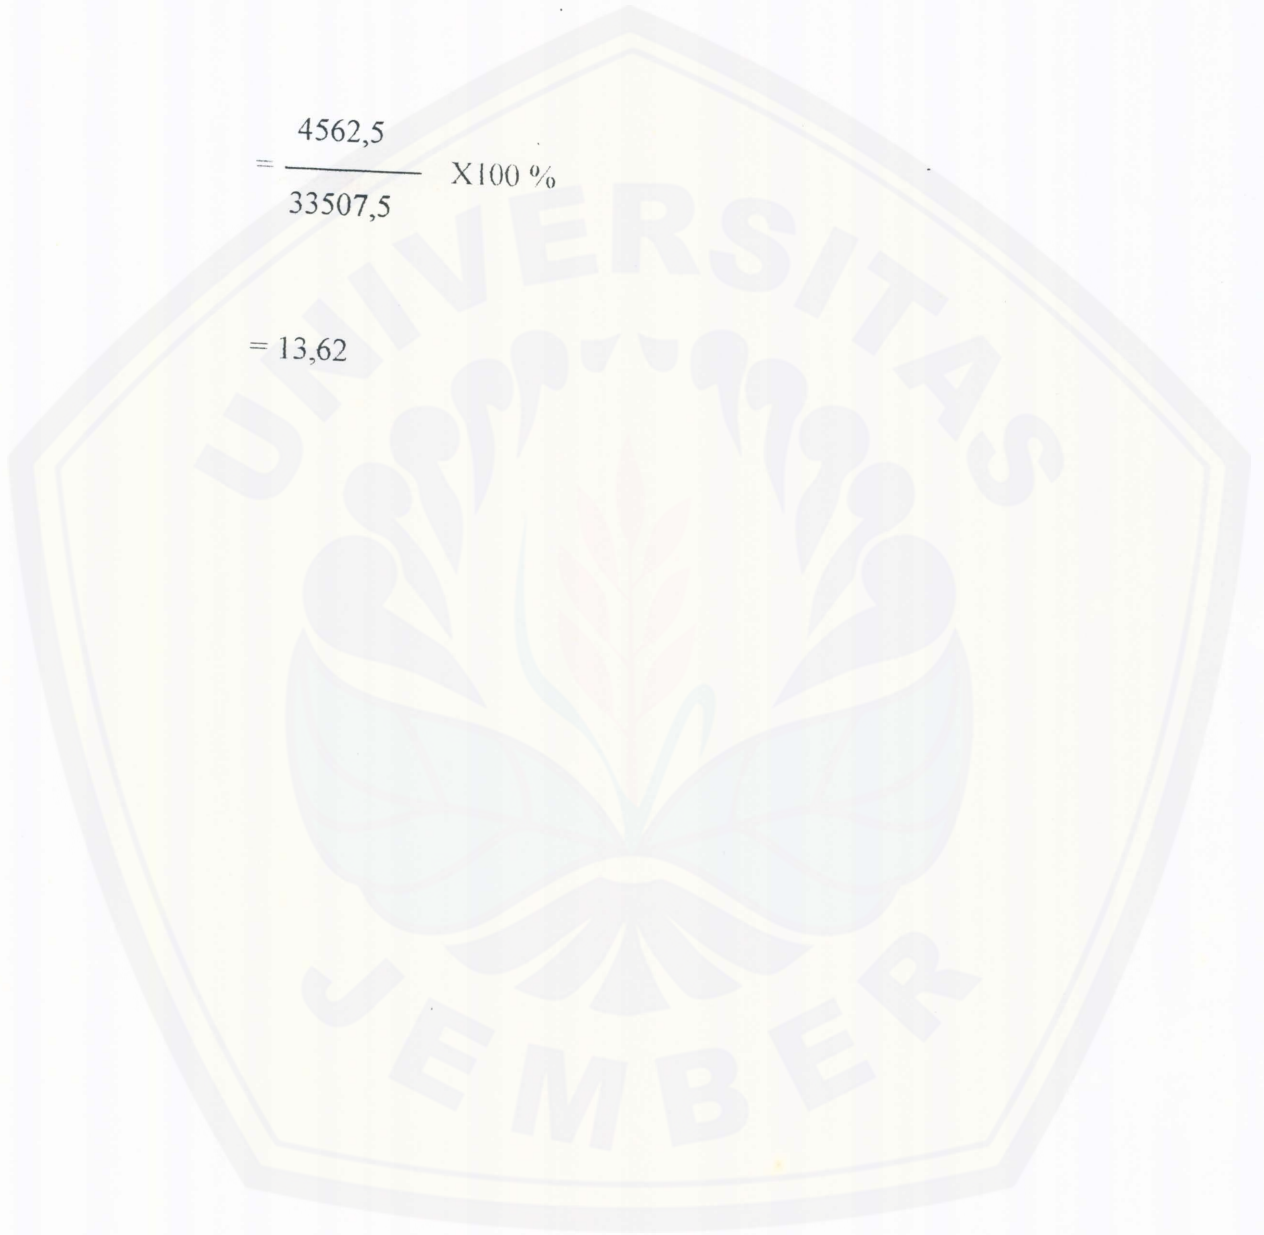 4562,5
= X100 %
33507,5
= 13,62
UNIVERSITAS
JEMBER